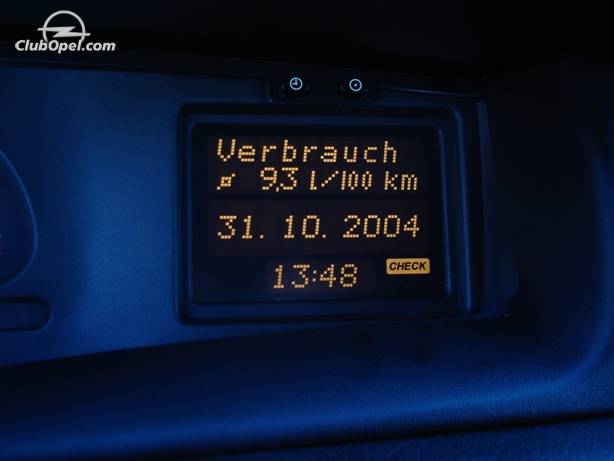 ClubOpel.com
Verbrauch
ø 9,3 l/100 km
31. 10. 2004
13:48
CHECK